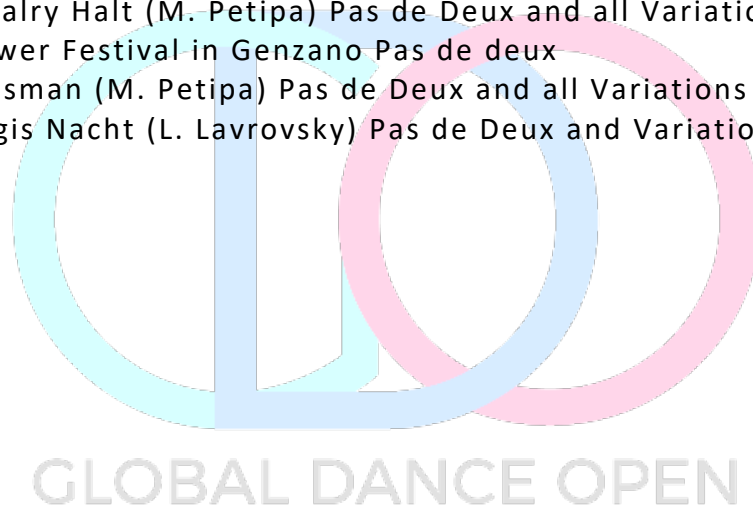 alry Halt (M. Petipa) Pas de Deux and all Variatio
wer Festival in Genzano Pas de deux
isman (M. Petipa) Pas de Deux and all Variations
gis Nacht (L. Lavrovsky) Pas de Deux and Variatio
GLOBAL DANCE OPEN